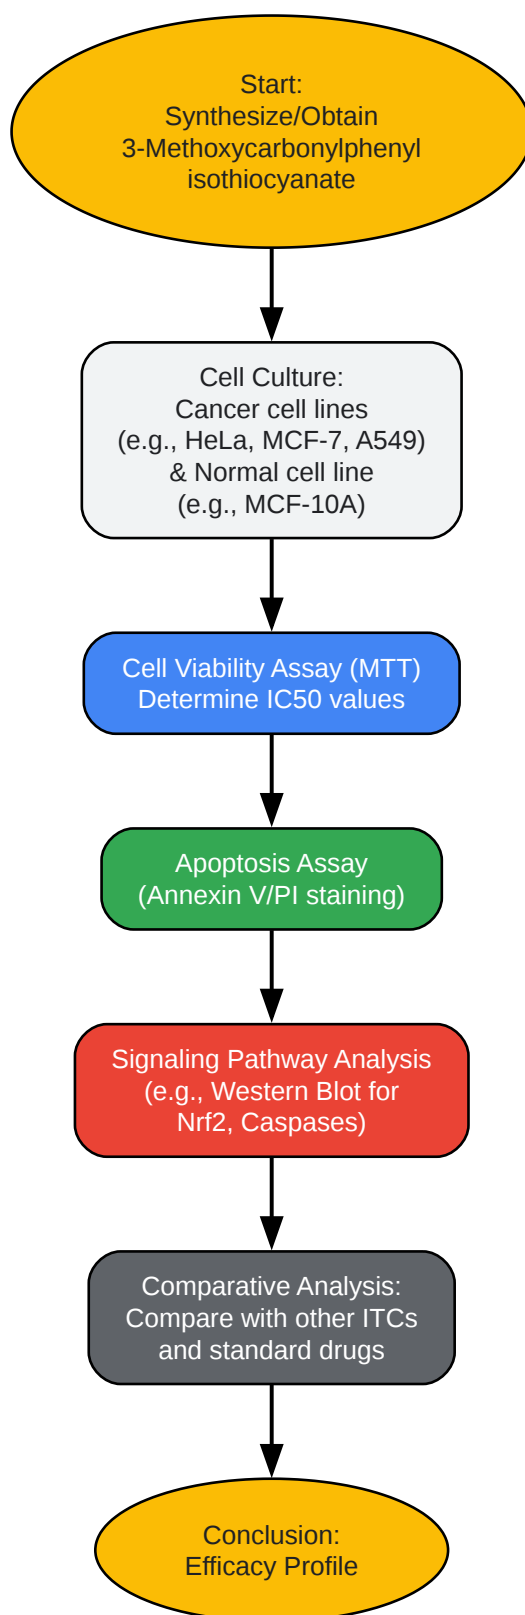 Start:
Synthesize/Obtain
3-Methoxycarbonylphenyl
isothiocyanate
Cell Culture:
Cancer cell lines
(e.g., HeLa, MCF-7, A549)
& Normal cell line
(e.g., MCF-10A)
Cell Viability Assay (MTT)
Determine IC50 values
Apoptosis Assay
(Annexin V/PI staining)
Signaling Pathway Analysis
(e.g., Western Blot for
Nrf2, Caspases)
Comparative Analysis:
Compare with other ITCs
and standard drugs
Conclusion:
Efficacy Profile